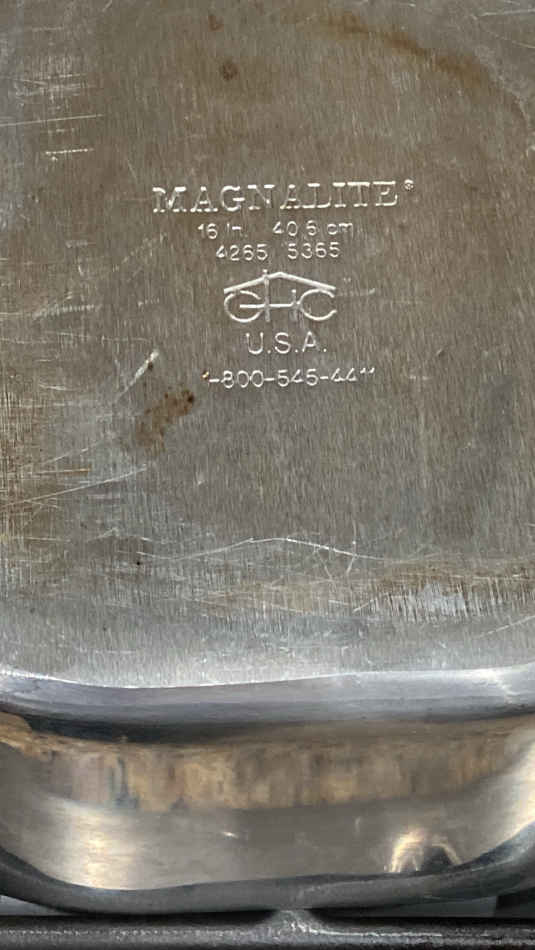 MAGNALITE®
16 in. 40.6 cm
4265 5365
GHC
U.S.A.
1-800-545-4411